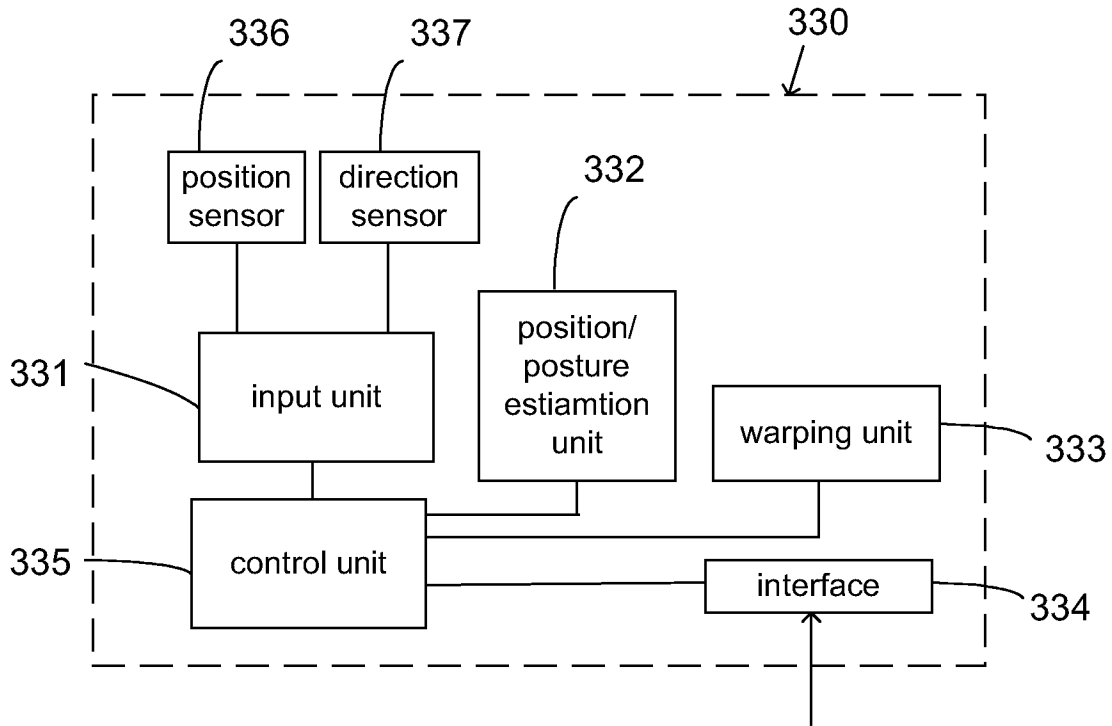 336
337
330
position
sensor
direction
sensor
332
position/
posture
estiamtion
unit
331
input unit
warping unit
333
335
control unit
interface
334